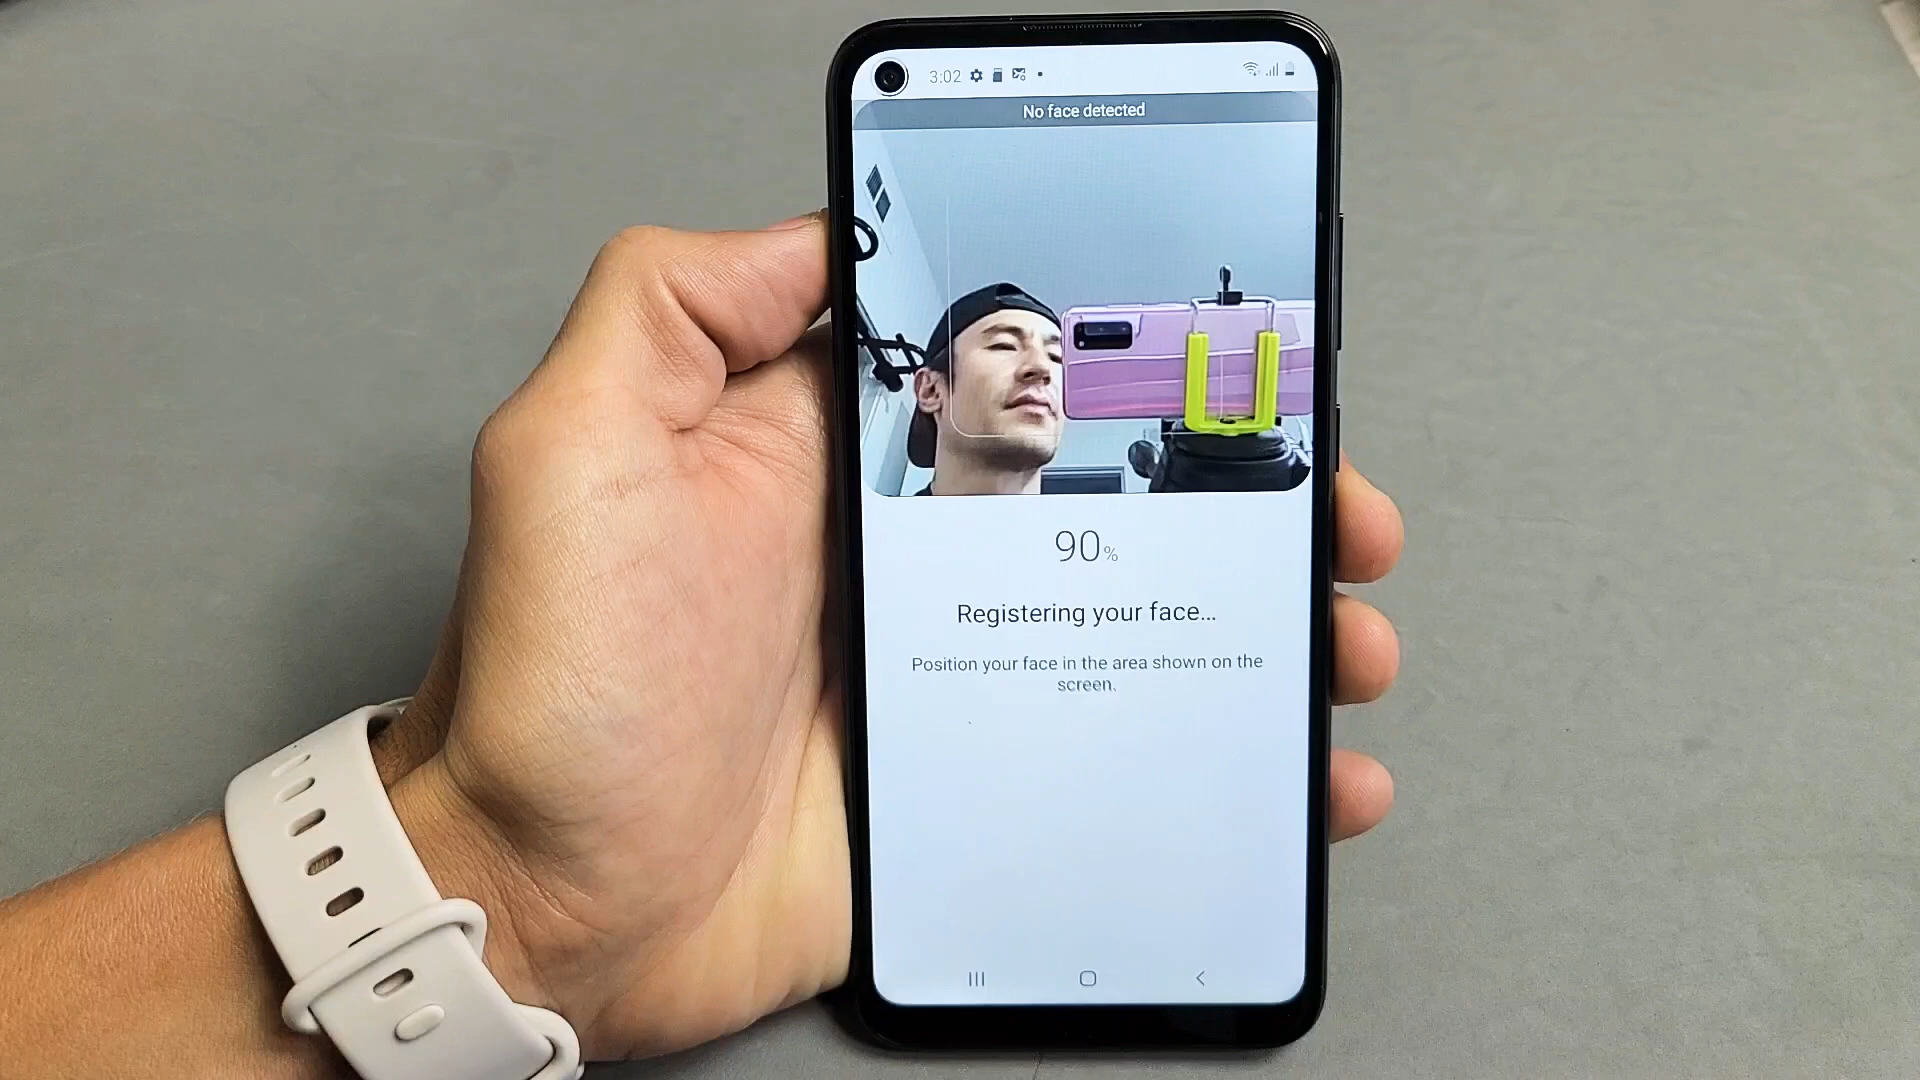 3:02
No face detected
90%
Registering your face...
Position your face in the area shown on the
screen.